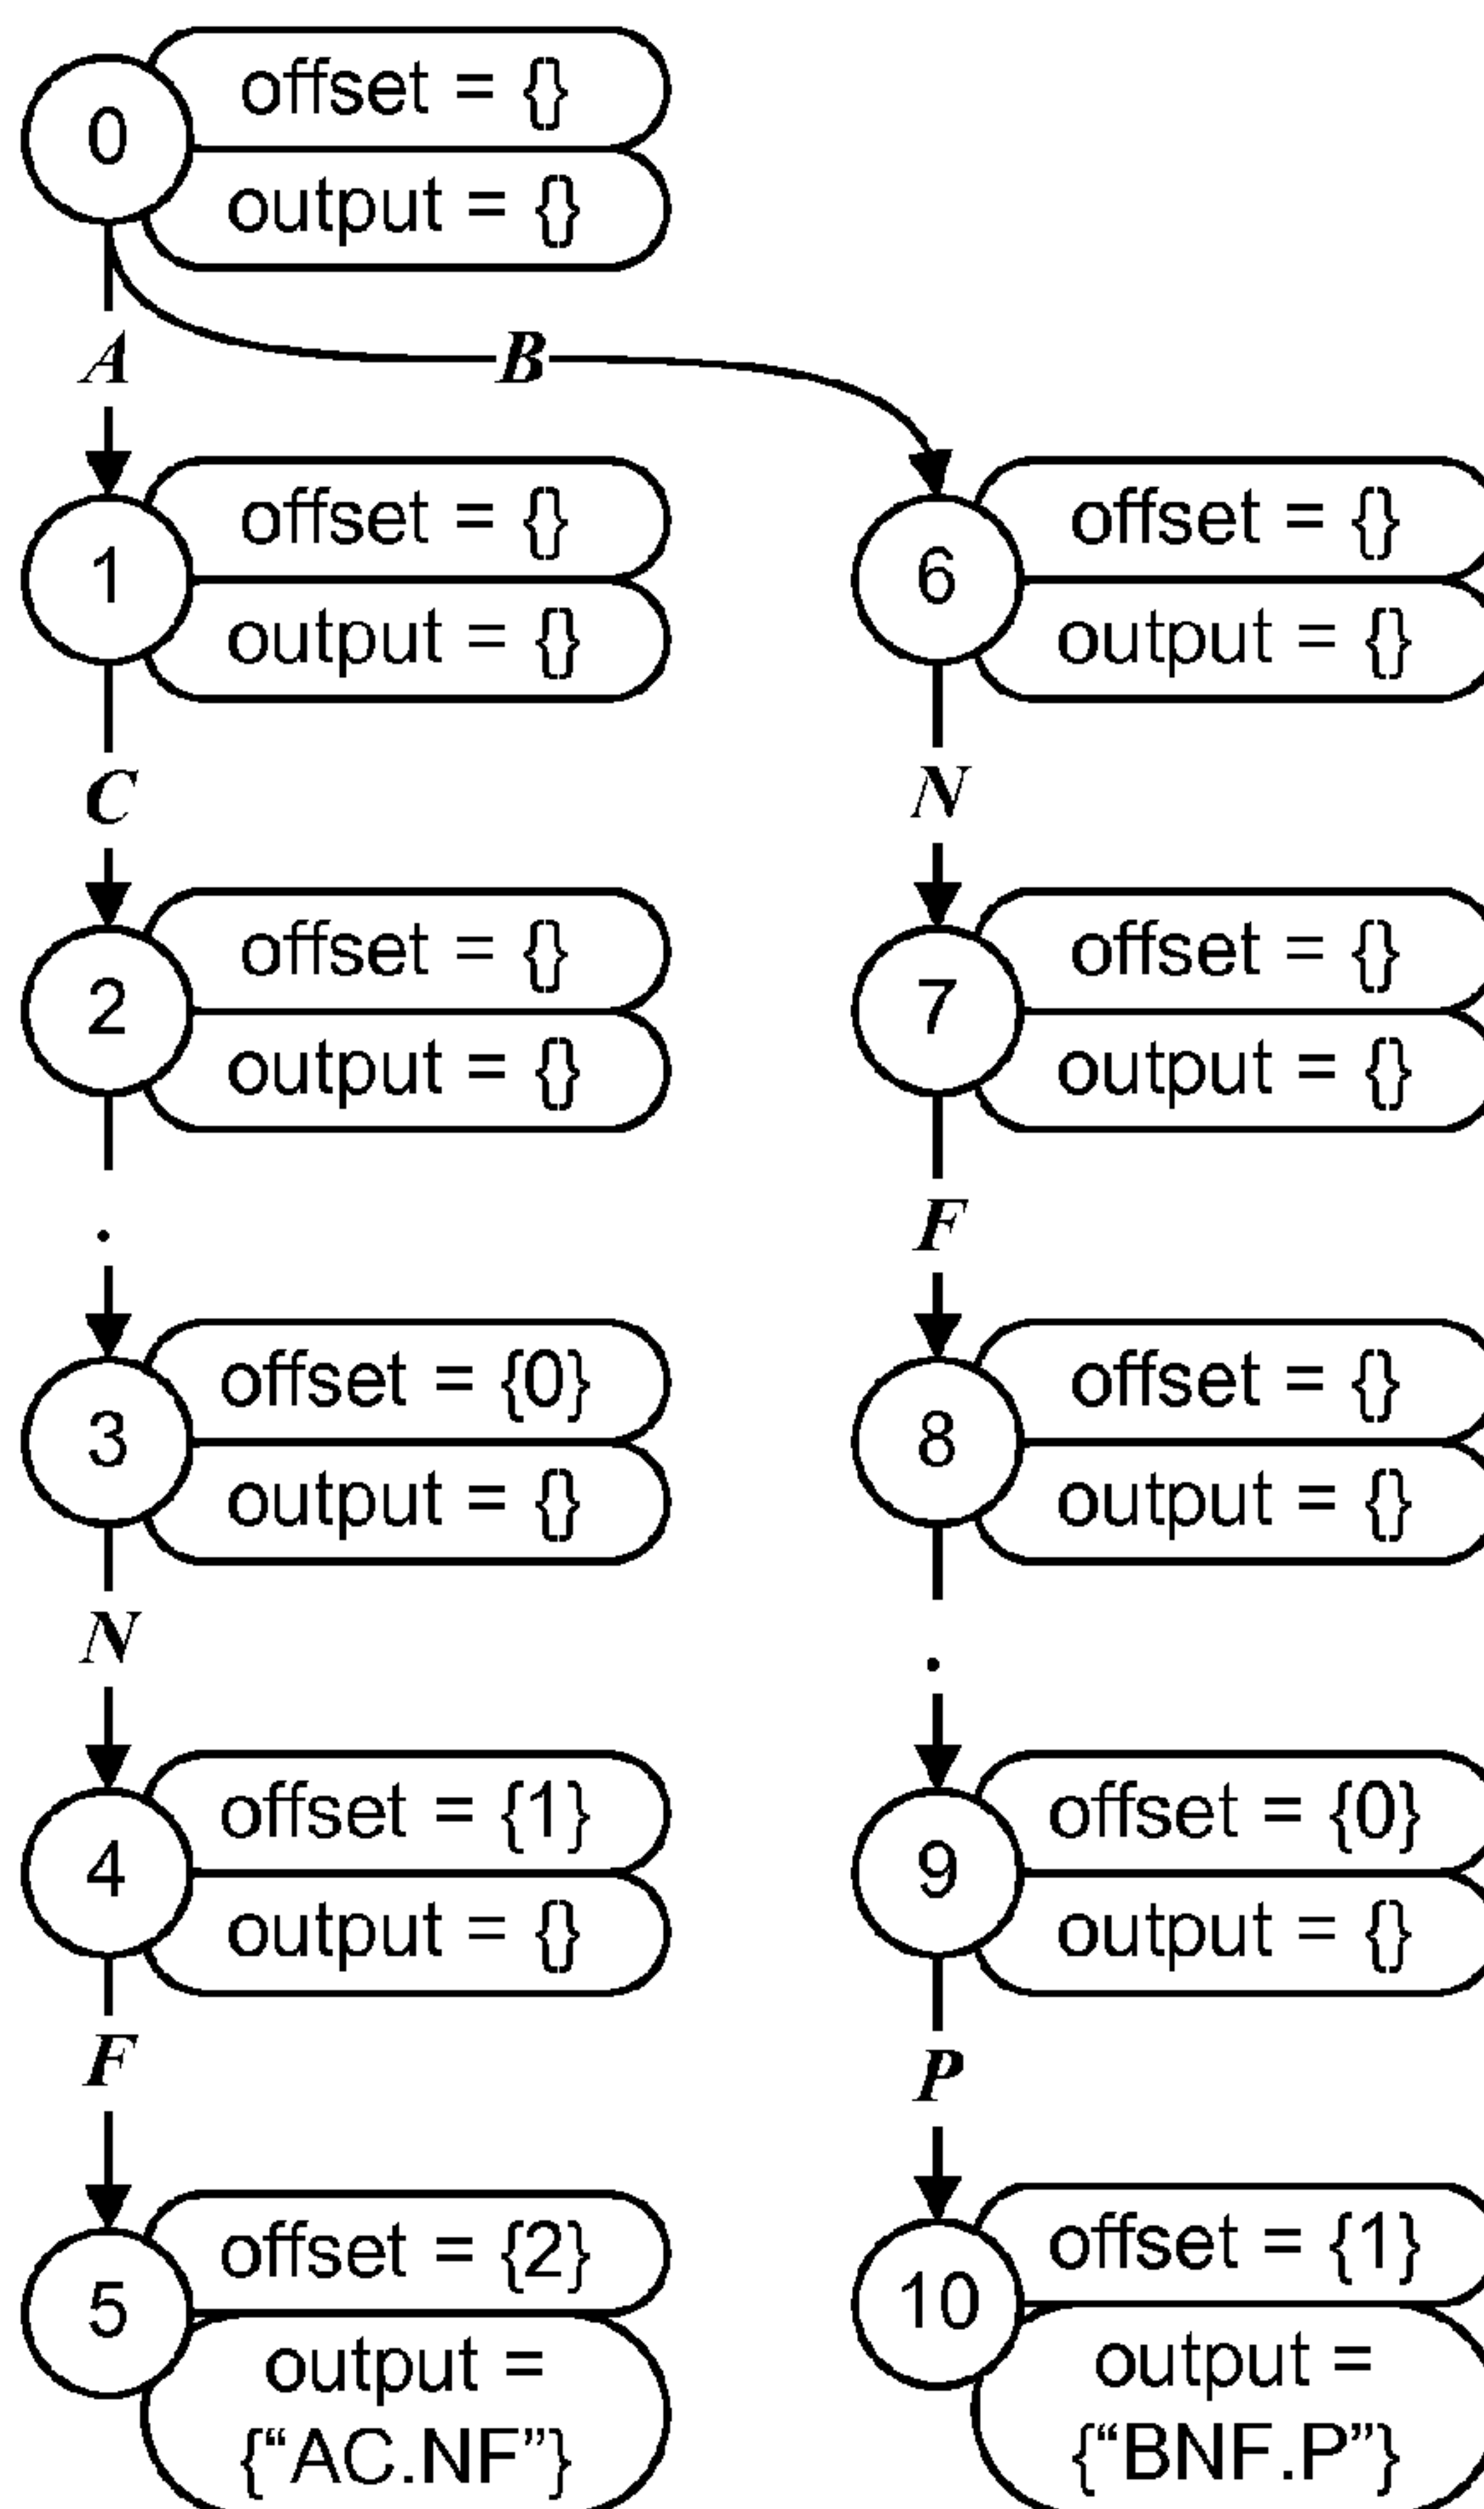 0
offset = {}
output = {}
A
B
1
offset = {}
output = {}
6
offset = {}
output = {}
C
N
2
offset = {}
output = {}
7
offset = {}
output = {}
.
F
3
offset = {0}
output = {}
8
offset = {}
output = {}
N
.
4
offset = {1}
output = {}
9
offset = {0}
output = {}
F
P
5
offset = {2}
output =
{“AC.NF”}
10
offset = {1}
output =
{“BNF.P”}